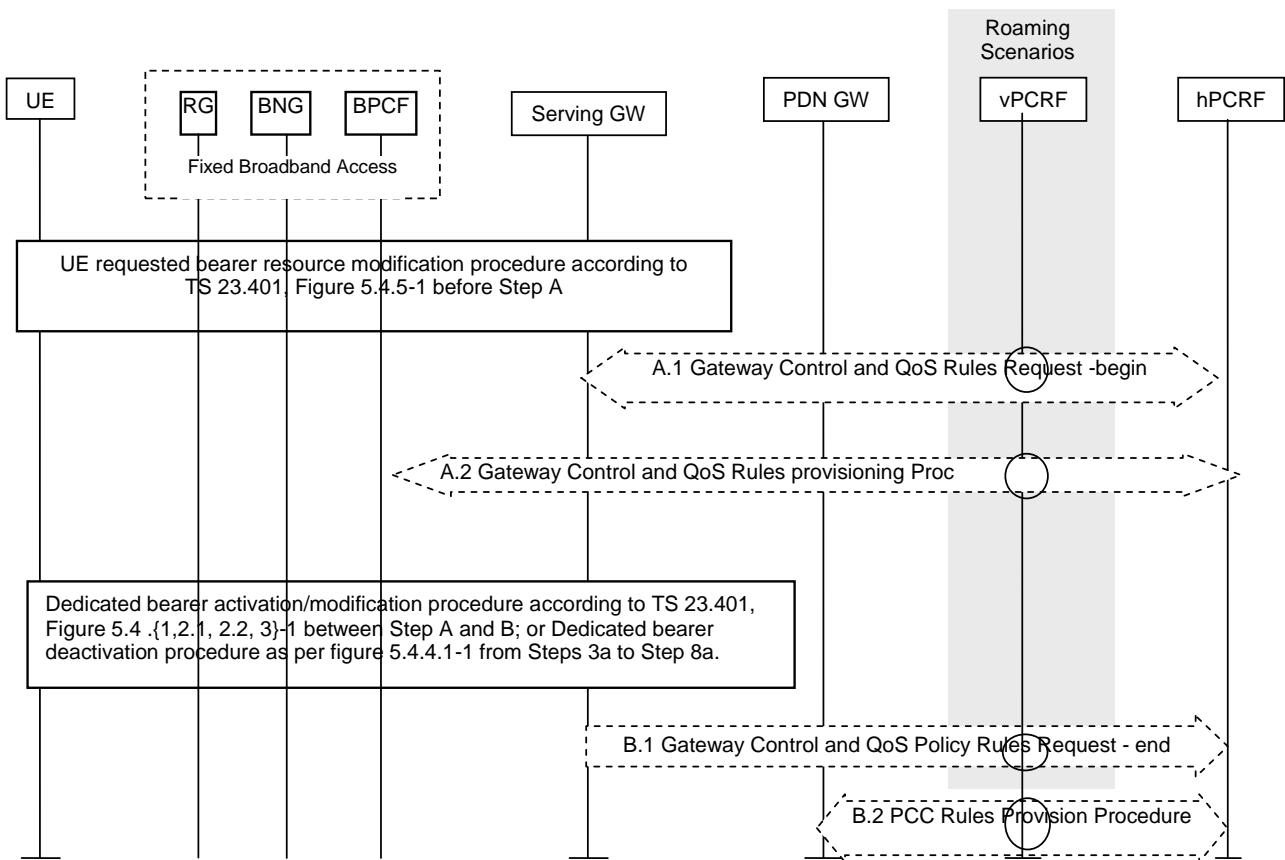 Roaming
Scenarios
UE
RG
BNG
BPCF
Serving GW
PDN GW
vPCRF
hPCRF
Fixed Broadband Access
UE requested bearer resource modification procedure according to
TS 23.401, Figure 5.4.5-1 before Step A
A.1 Gateway Control and QoS Rules Request -begin
A.2 Gateway Control and QoS Rules provisioning Proc
Dedicated bearer activation/modification procedure according to TS 23.401,
Figure 5.4 .{1,2.1, 2.2, 3}-1 between Step A and B; or Dedicated bearer
deactivation procedure as per figure 5.4.4.1-1 from Steps 3a to Step 8a.
B.1 Gateway Control and QoS Policy Rules Request - end
B.2 PCC Rules Provision Procedure